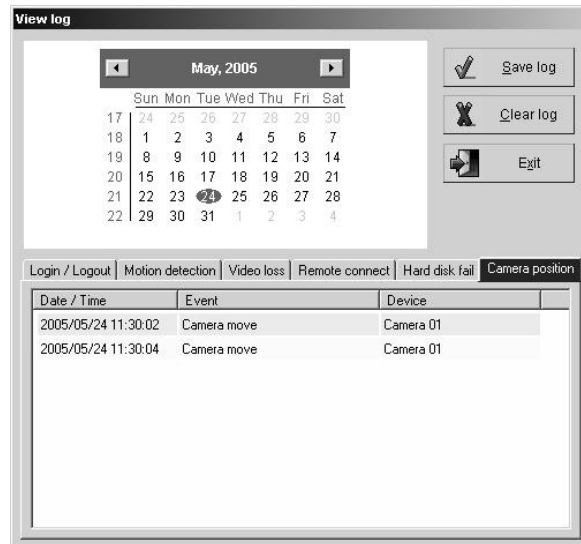 View log
May, 2005
Sun Mon Tue Wed Thu Fri Sat
17 24 25 26 27 28 29 30
18 1 2 3 4 5 6 7
19 8 9 10 11 12 13 14
20 15 16 17 18 19 20 21
21 22 23 24 25 26 27 28
22 29 30 31 1 2 3 4
Save log
Clear log
Exit
Login / Logout Motion detection Video loss Remote connect Hard disk fail Camera position
Date / Time Event Device
2005/05/24 11:30:02 Camera move Camera 01
2005/05/24 11:30:04 Camera move Camera 01